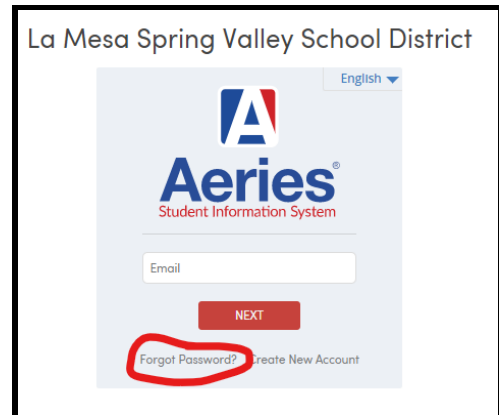 La Mesa Spring Valley School District
English
A
Aeries®
Student Information System
Email
NEXT
Forgot Password? Create New Account